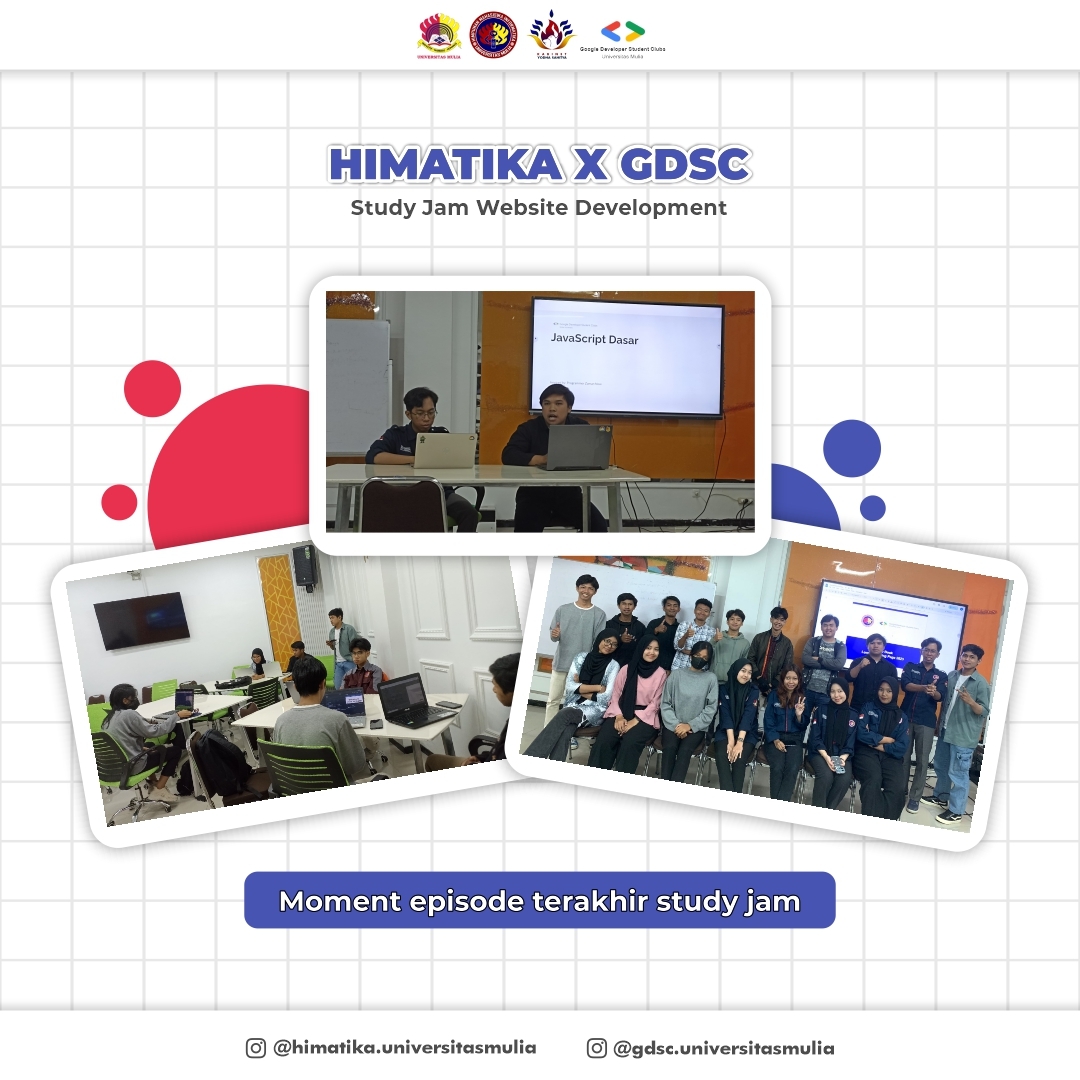 UNIVERSITAS MULIA
KABINET
YODHA SAMTYA
Google Developer Student Clubs
Universitas Mulia
HIMATIKA X GDSC
Study Jam Website Development
JavaScript Dasar
Moment episode terakhir study jam
@himatika.universitasmulia
@gdsc.universitasmulia